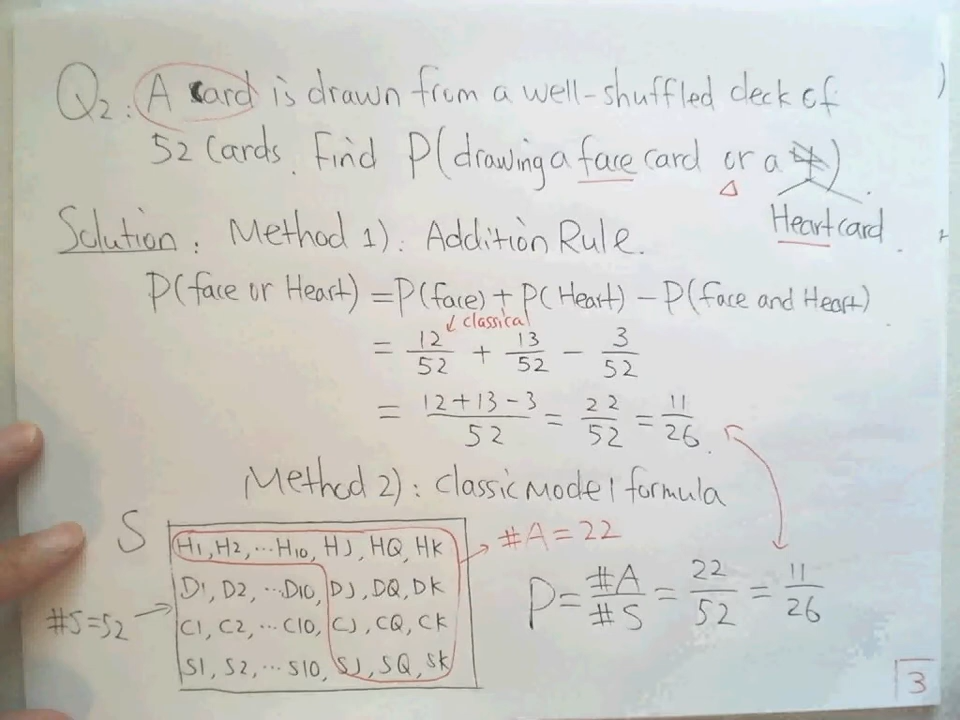 Q2: A card is drawn from a well-shuffled deck of
52 Cards. Find P(drawing a face card or a
Heart card.
Solution: Method 1): Addition Rule.
P(face or Heart) = P(face) + P(Heart) - P(face and Heart)
classical
= 12/52 + 13/52 - 3/52
= (12+13-3)/52 = 22/52 = 11/26.
Method 2): Classic model formula
S
H1, H2, ...H10, HJ, HQ, HK
#A = 22
D1, D2, ...D10, DJ, DQ, DK
P = #A/#S = 22/52 = 11/26
#S=52
C1, C2, ...C10, CJ, CQ, CK
S1, S2, ...S10, SJ, SQ, SK
3